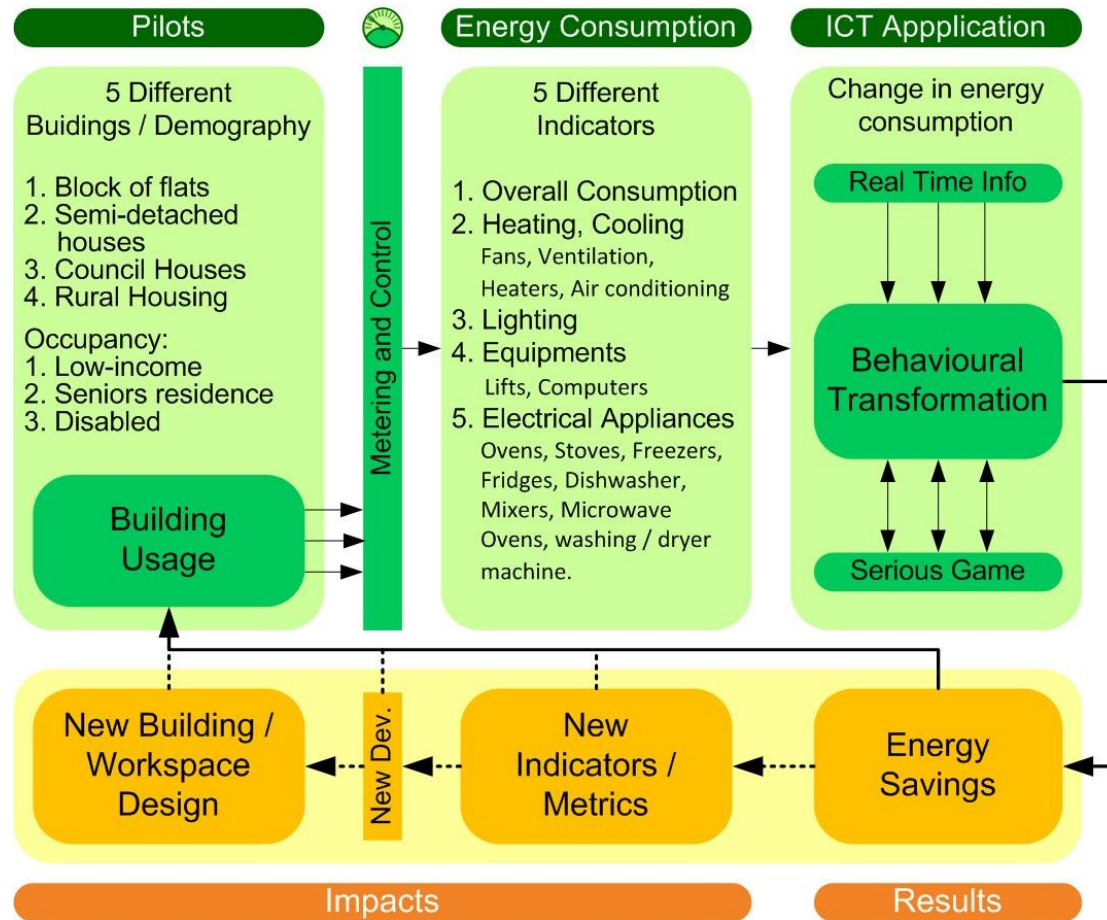 Pilots
Energy Consumption
ICT Appplication
5 Different
Buidings / Demography
1. Block of flats
2. Semi-detached
houses
3. Council Houses
4. Rural Housing
Occupancy:
1. Low-income
2. Seniors residence
3. Disabled
Building
Usage
Metering and Control
5 Different
Indicators
1. Overall Consumption
2. Heating, Cooling
Fans, Ventilation,
Heaters, Air conditioning
3. Lighting
4. Equipments
Lifts, Computers
5. Electrical Appliances
Ovens, Stoves, Freezers,
Fridges, Dishwasher,
Mixers, Microwave
Ovens, washing / dryer
machine.
Change in energy
consumption
Real Time Info
Behavioural
Transformation
Serious Game
New Building /
Workspace
Design
New Dev.
New
Indicators /
Metrics
Energy
Savings
Impacts
Results